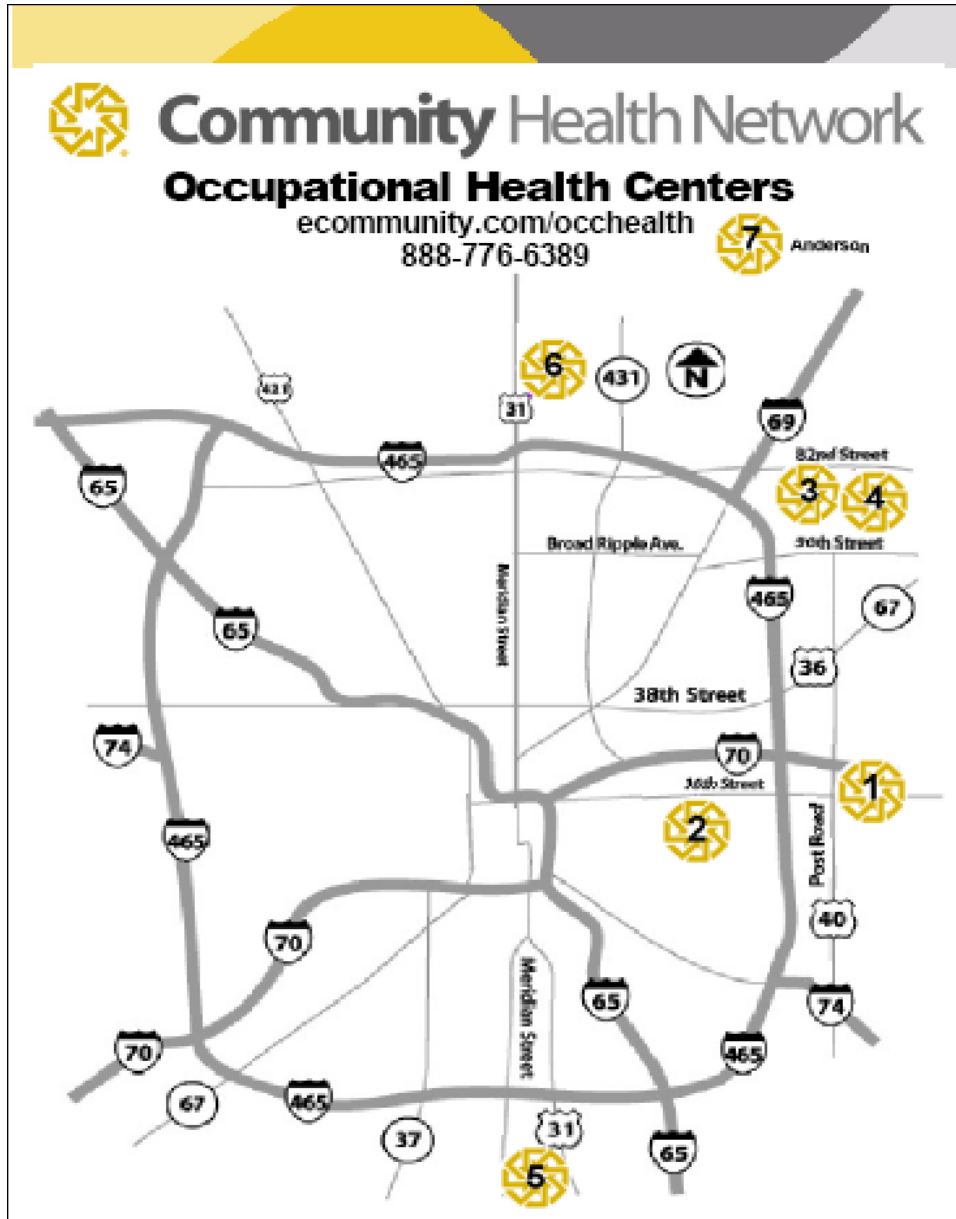 Community Health Network
Occupational Health Centers
ecommunity.com/occhealth
888-776-6389
7
Anderson
6
431
N
31
69
465
82nd Street
65
3
4
Broad Ripple Ave.
Street
465
67
65
Meridian Street
36
38th Street
74
70
Street
1
2
465
Post Road
40
70
65
Meridian Street
74
70
465
67
465
37
31
65
5